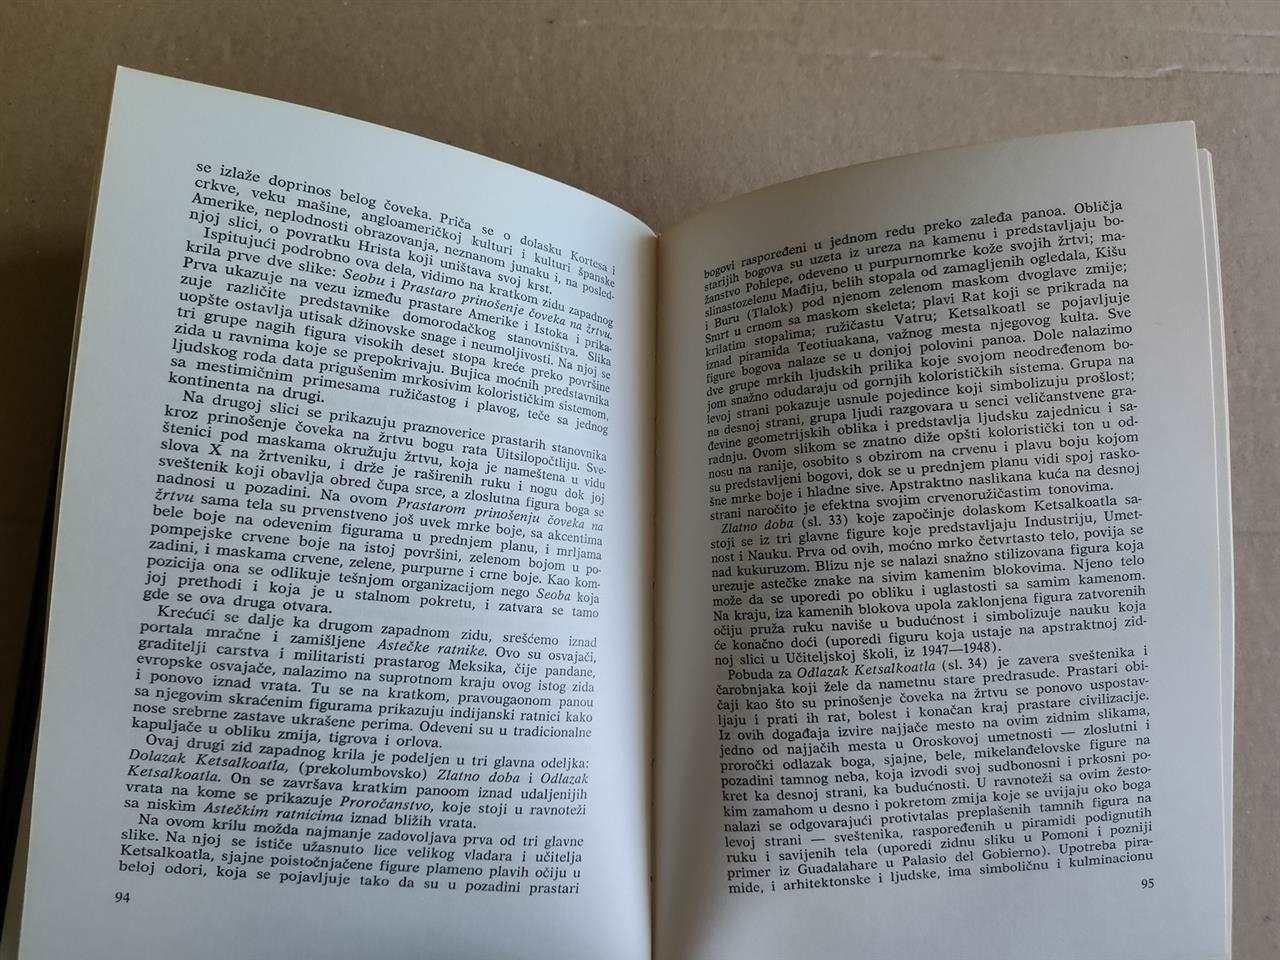 se izlaže doprinos belog čoveka. Priča se o dolasku Kortesa i
crkve, veku mašine, angloameričkoj kulturi i kulturi španske
Amerike, neplodnosti obrazovanja, neznanom junaku i, na posled-
njoj slici, o povratku Hrista koji uništava svoj krst.
Ispitujući podrobno ova dela, vidimo na kratkom zidu zapadnog
krila prve dve slike: Seobu i Prastaro prinošenje čoveka na žrtvu.
Prva ukazuje na vezu između prastare Amerike i Istoka i prika-
zuje različite predstavnike domorodačkog stanovništva. Slika
uopšte ostavlja utisak džinovske snage i neumoljivosti. Na njoj se
tri grupe nagih figura visokih deset stopa kreće preko površine
zida u ravnima koje se prepokrivaju. Bujica moćnih predstavnika
ljudskog roda data prigušenim mrkosivim kolorističkim sistemom,
sa mestimičnim primesama ružičastog i plavog, teče sa jednog
kontinenta na drugi.
Na drugoj slici se prikazuju praznoverice prastarih stanovnika
kroz prinošenje čoveka na žrtvu bogu rata Uitsilopočtliju. Sve-
štenici pod maskama okružuju žrtvu, koja je nameštena u vidu
slova X na žrtveniku, i drže je raširenih ruku i nogu dok joj
sveštenik koji obavlja obred čupa srce, a zloslutna figura boga se
nadnosi u pozadini. Na ovom Prastarom prinošenju čoveka na
žrtvu sama tela su prvenstveno još uvek mrke boje, sa akcentima
bele boje na odevenim figurama u prednjem planu, i mrljama
pompejske crvene boje na istoj površini, zelenom bojom u po-
zadini, i maskama crvene, zelene, purpurne i crne boje. Kao kom-
pozicija ona se odlikuje tešnjom organizacijom nego Seoba koja
joj prethodi i koja je u stalnom pokretu, i zatvara se tamo
gde se ova druga otvara.
Krećući se dalje ka drugom zapadnom zidu, srešćemo iznad
portala mračne i zamišljene Astečke ratnike. Ovo su osvajači,
graditelji carstva i militaristi prastarog Meksika, čije pandane,
evropske osvajače, nalazimo na suprotnom kraju ovog istog zida
i ponovo iznad vrata. Tu se na kratkom, pravougaonom panou
sa njegovim skraćenim figurama prikazuju indijanski ratnici kako
nose srebrne zastave ukrašene perima. Odeveni su u tradicionalne
kapuljače u obliku zmija, tigrova i orlova.
Ovaj drugi zid zapadnog krila je podeljen u tri glavna odeljka:
Dolazak Ketsalkoatla, (prekolumbovsko) Zlatno doba i Odlazak
Ketsalkoatla. On se završava kratkim panoom iznad udaljenijih
vrata na kome se prikazuje Proročanstvo, koje stoji u ravnoteži
sa niskim Astečkim ratnicima iznad bližih vrata.
Na ovom krilu možda najmanje zadovoljava prva od tri glavne
slike. Na njoj se ističe užasnuto lice velikog vladara i učitelja
Ketsalkoatla, sjajne poistočnjačene figure plameno plavih očiju u
beloj odori, koja se pojavljuje tako da su u pozadini prastari
94
bogovi raspoređeni u jednom redu preko zaleđa panoa. Obličja
starijih bogova su uzeta iz ureza na kamenu i predstavljaju bo-
žanstvo Pohlepe, odeveno u purpurnomrke kože svojih žrtvi; ma-
slinastozelenu Mađiju, belih stopala od zamagljenih ogledala, Kišu
i Buru (Tlalok) pod njenom zelenom maskom dvoglave zmije;
Smrt u crnom sa maskom skeleta; plavi Rat koji se prikrada na
krilatim stopalima; ružičastu Vatru; Ketsalkoatl se pojavljuje
iznad piramida Teotiuakana, važnog mesta njegovog kulta. Sve
figure bogova nalaze se u donjoj polovini panoa. Dole nalazimo
dve grupe mrkih ljudskih prilika koje svojom neodređenom bo-
jom snažno odudaraju od gornjih kolorističkih sistema. Grupa na
levoj strani pokazuje usnule pojedince koji simbolizuju prošlost;
na desnoj strani, grupa ljudi razgovara u senci veličanstvene gra-
đevine geometrijskih oblika i predstavlja ljudsku zajednicu i sa-
radnju. Ovom slikom se znatno diže opšti koloristički ton u od-
nosu na ranije, osobito s obzirom na crvenu i plavu boju kojom
su predstavljeni bogovi, dok se u prednjem planu vidi spoj rasko-
šne mrke boje i hladne sive. Apstraktno naslikana kuća na desnoj
strani naročito je efektna svojim crvenoružičastim tonovima.
Zlatno doba (sl. 33) koje započinje dolaskom Ketsalkoatla sa-
stoji se iz tri glavne figure koje predstavljaju Industriju, Umet-
nost i Nauku. Prva od ovih, moćno mrko četvrtasto telo, povija se
nad kukuruzom. Blizu nje se nalazi snažno stilizovana figura koja
urezuje astečke znake na sivim kamenim blokovima. Njeno telo
može da se uporedi po obliku i uglastosti sa samim kamenom.
Na kraju, iza kamenih blokova upola zaklonjena figura zatvorenih
očiju pruža ruku naviše u budućnost i simbolizuje nauku koja
će konačno doći (uporedi figuru koja ustaje na apstraktnoj zid-
noj slici u Učiteljskoj školi, iz 1947—1948).
Pobuda za Odlazak Ketsalkoatla (sl. 34) je zavera sveštenika i
čarobnjaka koji žele da nametnu stare predrasude. Prastari obi-
čaji kao što su prinošenje čoveka na žrtvu se ponovo uspostav-
ljaju i prati ih rat, bolest i konačan kraj prastare civilizacije.
Iz ovih događaja izvire najjače mesto na ovim zidnim slikama,
jedno od najjačih mesta u Oroskovoj umetnosti — zloslutni i
proročki odlazak boga, sjajne, bele, mikelanđelovske figure na
pozadini tamnog neba, koja izvodi svoj sudbonosni i prkosni po-
kret ka desnoj strani, ka budućnosti. U ravnoteži sa ovim žesto-
kim zamahom u desno i pokretom zmija koje se uvijaju oko boga
nalazi se odgovarajući protivtalas preplašenih tamnih figura na
levoj strani — sveštenika, raspoređenih u piramidi podignutih
ruku i savijenih tela (uporedi zidnu sliku u Pomoni i pozniji
primer iz Guadalahare u Palasio del Gobierno). Upotreba pira-
mide, i arhitektonske i ljudske, ima simboličnu i kulminacionu
95